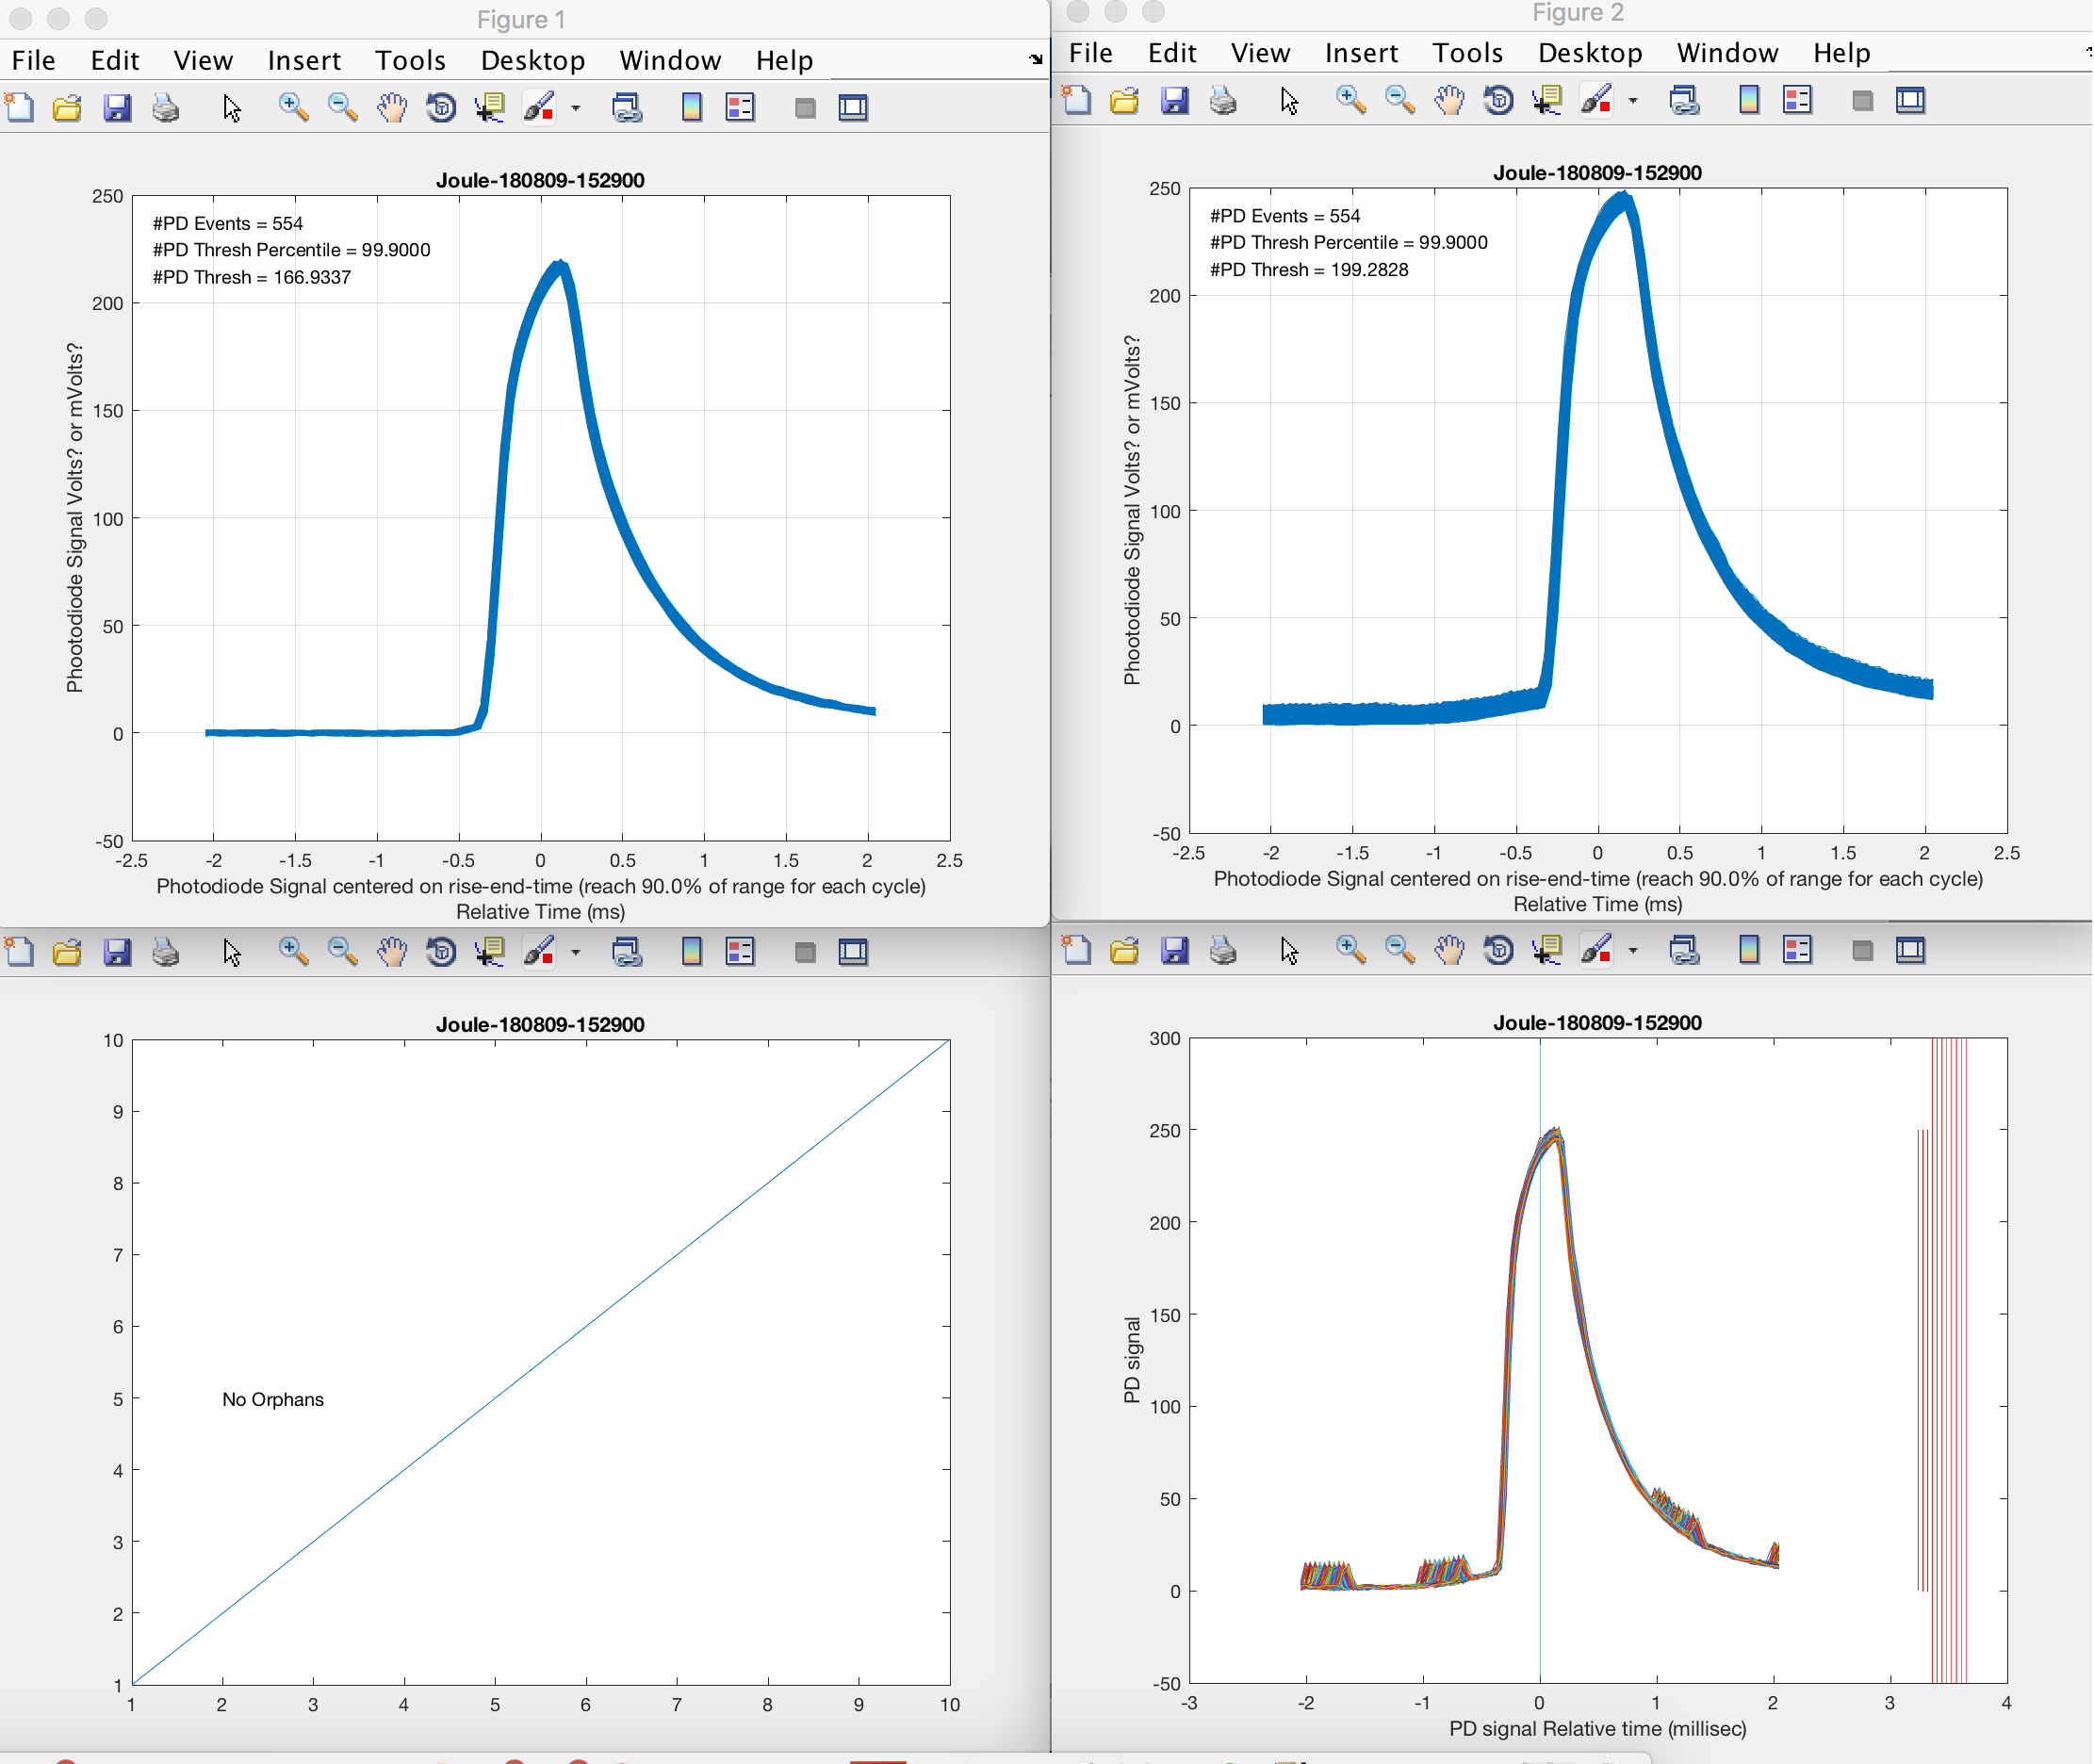 Figure 1
File Edit View Insert Tools Desktop Window Help
Joule-180809-152900
#PD Events = 554
#PD Thresh Percentile = 99.9000
#PD Thresh = 166.9337
250
200
150
100
50
0
-50
Phootodiode Signal Volts? or mVolts?
-2.5 -2 -1.5 -1 -0.5 0 0.5 1 1.5 2 2.5
Photodiode Signal centered on rise-end-time (reach 90.0% of range for each cycle)
Relative Time (ms)
Figure 2
File Edit View Insert Tools Desktop Window Help
Joule-180809-152900
#PD Events = 554
#PD Thresh Percentile = 99.9000
#PD Thresh = 199.2828
250
200
150
100
50
0
-50
Phootodiode Signal Volts? or mVolts?
-2.5 -2 -1.5 -1 -0.5 0 0.5 1 1.5 2 2.5
Photodiode Signal centered on rise-end-time (reach 90.0% of range for each cycle)
Relative Time (ms)
Joule-180809-152900
10
9
8
7
6
5
4
3
2
1
No Orphans
1 2 3 4 5 6 7 8 9 10
Joule-180809-152900
300
250
200
150
100
50
0
-50
PD signal
-3 -2 -1 0 1 2 3 4
PD signal Relative time (millisec)